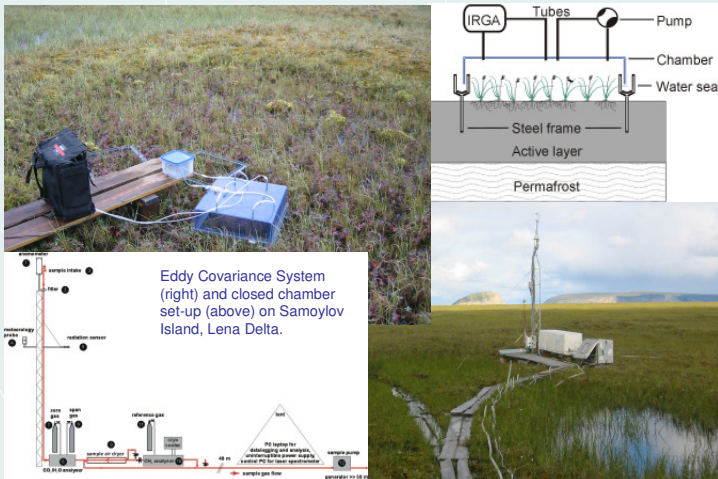 IRGA
Tubes
Pump
Chamber
Water sea
Steel frame
Active layer
Permafrost
Eddy Covariance System
(right) and closed chamber
set-up (above) on Samoylov
Island, Lena Delta.
anemometer
sample intake
filter
meteorology
probe
radiation sensor
zero
gas
span
gas
reference gas
sample air dryer
CO₂/H₂O analyser
CH₄ analyser
tent
PC laptop for
datalogging and analysis,
uninterruptible power supply,
control PC for laser spectrometer
40 m
sample gas flow
sample pump
generator >> 50 m